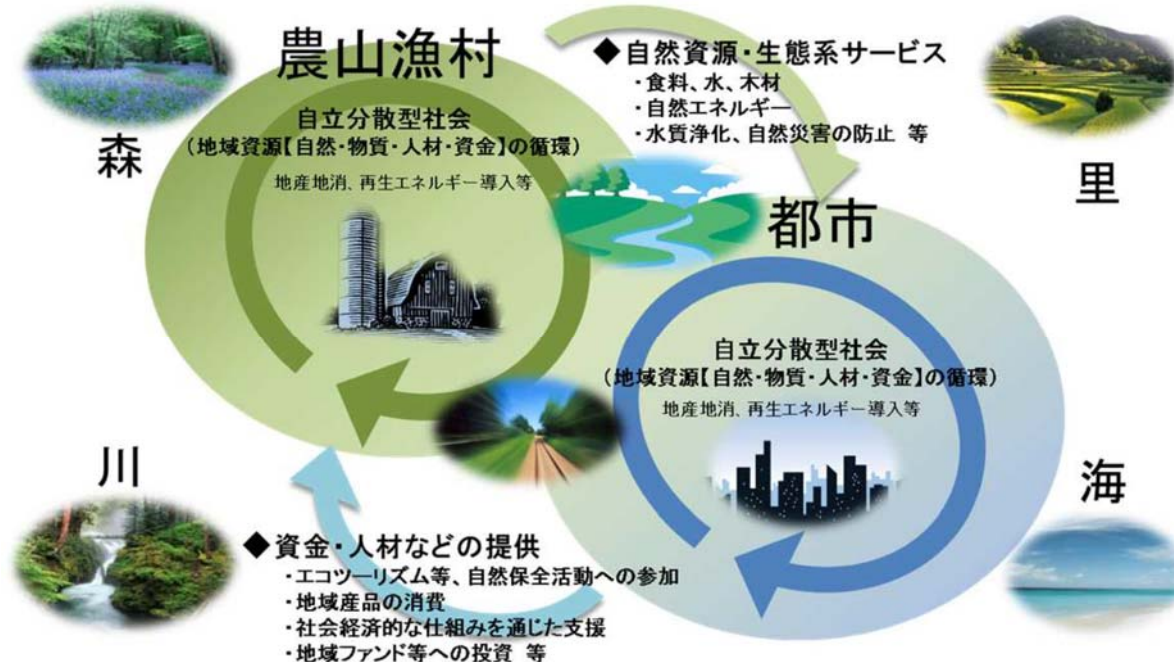 農山漁村
◆自然資源・生態系サービス
・食料、水、木材
・自然エネルギー
・水質浄化、自然災害の防止 等
森
自立分散型社会
（地域資源【自然・物質・人材・資金】の循環）
地産地消、再生エネルギー導入等
里
都市
自立分散型社会
（地域資源【自然・物質・人材・資金】の循環）
地産地消、再生エネルギー導入等
川
海
◆資金・人材などの提供
・エコツーリズム等、自然保全活動への参加
・地域産品の消費
・社会経済的な仕組みを通じた支援
・地域ファンド等への投資 等